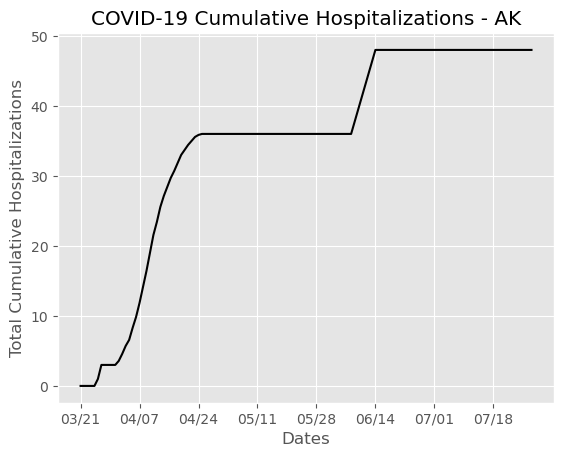 COVID-19 Cumulative Hospitalizations - AK
50
40
30
20
10
0
Total Cumulative Hospitalizations
03/21 04/07 04/24 05/11 05/28 06/14 07/01 07/18
Dates